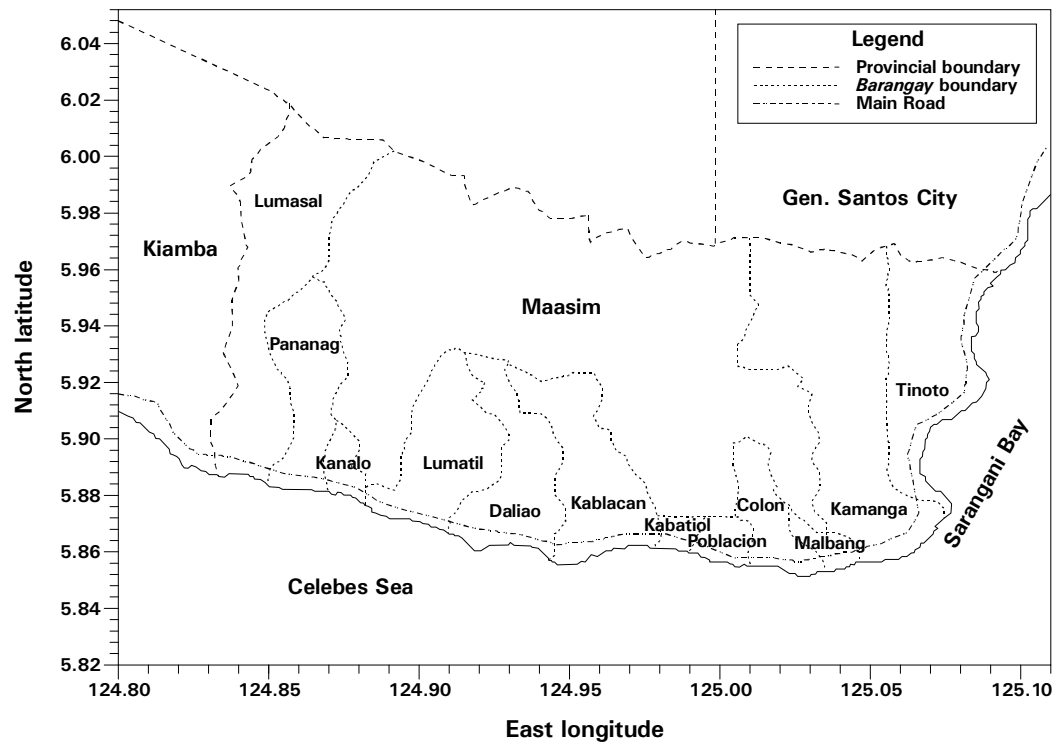 Legend
Provincial boundary
Barangay boundary
Main Road
6.04
6.02
6.00
5.98
5.96
5.94
5.92
5.90
5.88
5.86
5.84
5.82
North latitude
Gen. Santos City
Lumasal
Kiamba
Maasim
Pananag
Tinoto
Kanalo
Lumatil
Daliao
Kablacan
Colon
Kamanga
Kabatiol
Poblacion
Malbang
Sarangani Bay
Celebes Sea
124.80 124.85 124.90 124.95 125.00 125.05 125.10
East longitude